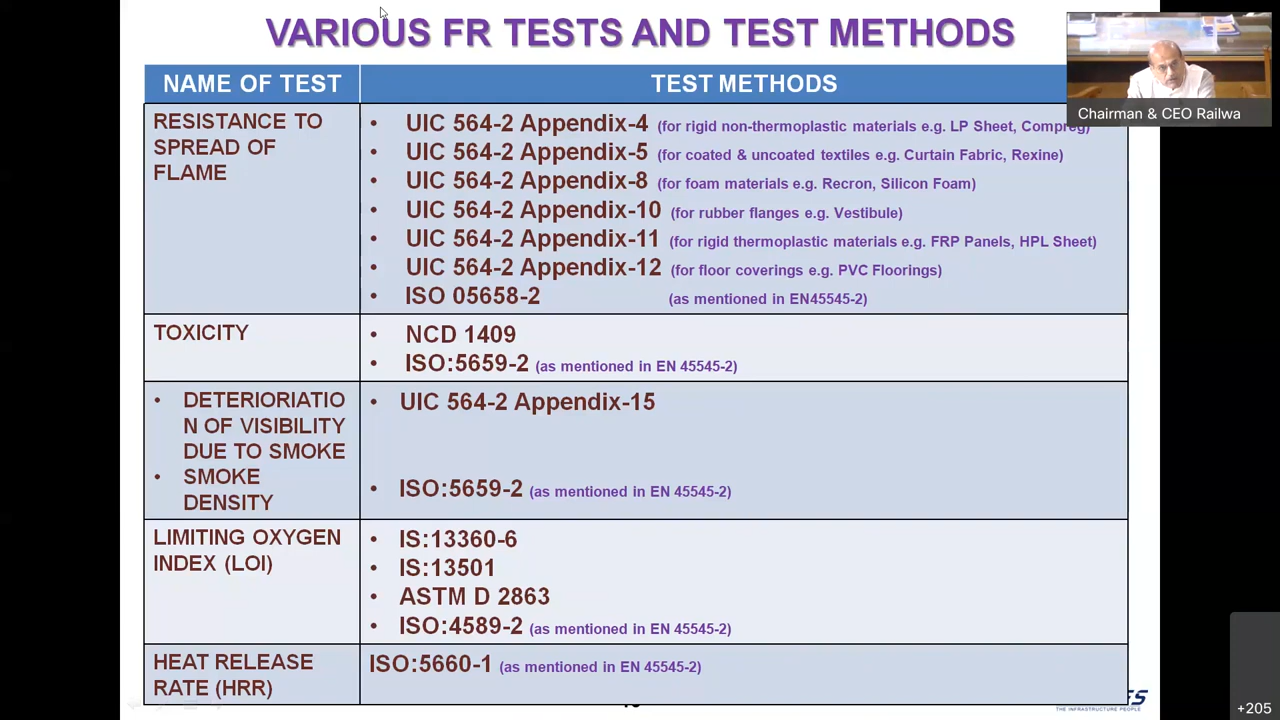 VARIOUS FR TESTS AND TEST METHODS
NAME OF TEST
TEST METHODS
RESISTANCE TO
SPREAD OF
FLAME
• UIC 564-2 Appendix-4 (for rigid non-thermoplastic materials e.g. LP Sheet, Compreg)
• UIC 564-2 Appendix-5 (for coated & uncoated textiles e.g. Curtain Fabric, Rexine)
• UIC 564-2 Appendix-8 (for foam materials e.g. Recron, Silicon Foam)
• UIC 564-2 Appendix-10 (for rubber flanges e.g. Vestibule)
• UIC 564-2 Appendix-11 (for rigid thermoplastic materials e.g. FRP Panels, HPL Sheet)
• UIC 564-2 Appendix-12 (for floor coverings e.g. PVC Floorings)
• ISO 05658-2 (as mentioned in EN45545-2)
TOXICITY
• NCD 1409
• ISO:5659-2 (as mentioned in EN 45545-2)
• DETERIORIATIO
N OF VISIBILITY
DUE TO SMOKE
• SMOKE
DENSITY
• UIC 564-2 Appendix-15
• ISO:5659-2 (as mentioned in EN 45545-2)
LIMITING OXYGEN
INDEX (LOI)
• IS:13360-6
• IS:13501
• ASTM D 2863
• ISO:4589-2 (as mentioned in EN 45545-2)
HEAT RELEASE
RATE (HRR)
ISO:5660-1 (as mentioned in EN 45545-2)
THE INFRASTRUCTURE PEOPLE
Chairman & CEO Railwa
+205